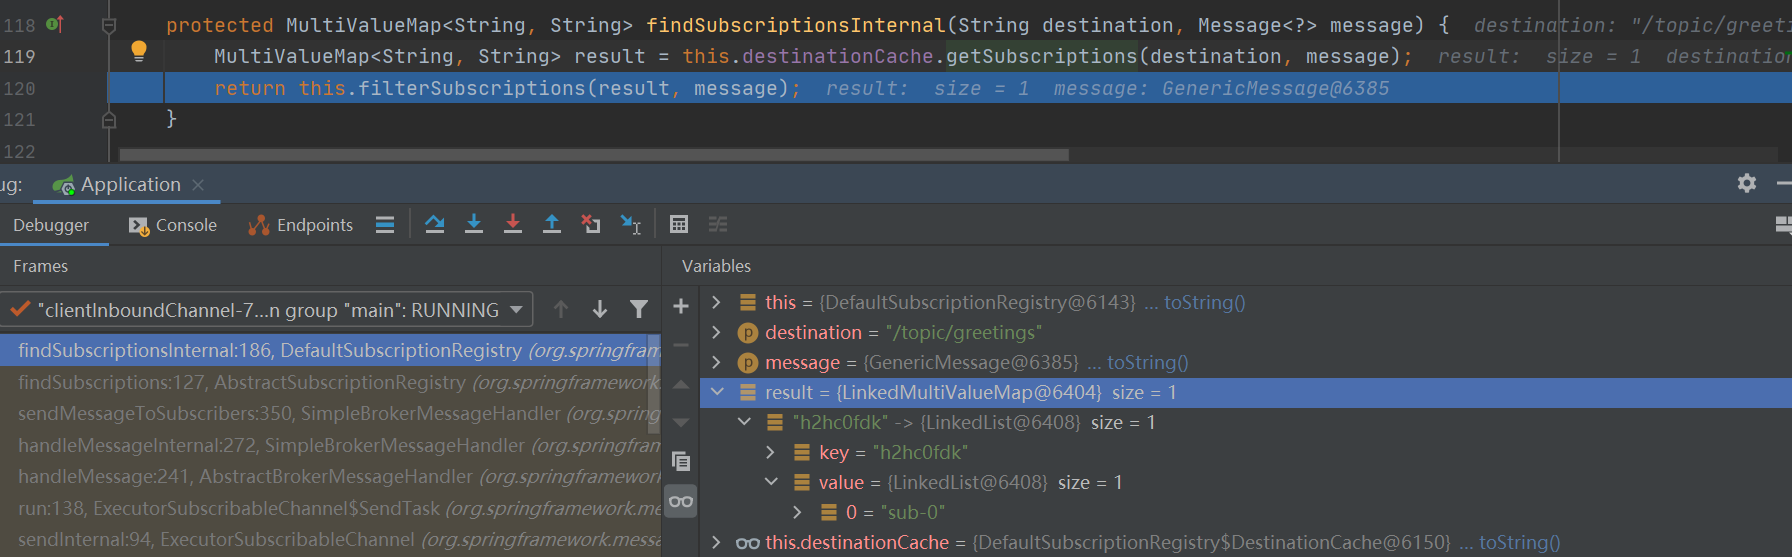 118 protected MultiValueMap<String, String> findSubscriptionsInternal(String destination, Message<?> message) { destination: "/topic/greeti
119 MultiValueMap<String, String> result = this.destinationCache.getSubscriptions(destination, message); result: size = 1 destination
120 return this.filterSubscriptions(result, message); result: size = 1 message: GenericMessage@6385
121 }
122
ug: Application
Debugger Console Endpoints
Frames
Variables
"clientInboundChannel-7...n group "main": RUNNING
findSubscriptionsInternal:186, DefaultSubscriptionRegistry (org.springfram
findSubscriptions:127, AbstractSubscriptionRegistry (org.springframework.
sendMessageToSubscribers:350, SimpleBrokerMessageHandler (org.spring
handleMessageInternal:272, SimpleBrokerMessageHandler (org.springfram
handleMessage:241, AbstractBrokerMessageHandler (org.springframework
run:138, ExecutorSubscribableChannel$SendTask (org.springframework.me
sendInternal:94, ExecutorSubscribableChannel (org.springframework.messa
this = {DefaultSubscriptionRegistry@6143} ... toString()
p destination = "/topic/greetings"
p message = {GenericMessage@6385} ... toString()
result = {LinkedMultiValueMap@6404} size = 1
"h2hc0fdk" -> {LinkedList@6408} size = 1
key = "h2hc0fdk"
value = {LinkedList@6408} size = 1
0 = "sub-0"
this.destinationCache = {DefaultSubscriptionRegistry$DestinationCache@6150} ... toString()